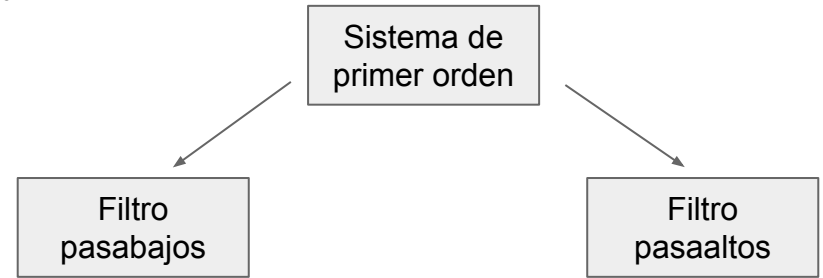 Sistema de
primer orden
Filtro
pasabajos
Filtro
pasaaltos